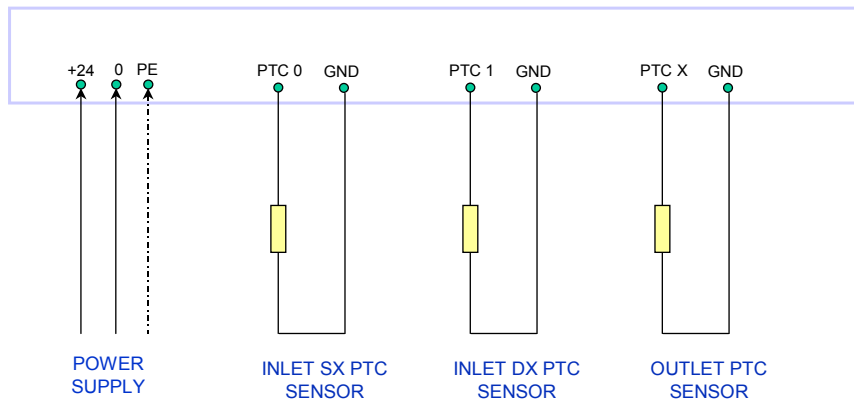 +24 0 PE PTC 0 GND PTC 1 GND PTC X GND
POWER
SUPPLY
INLET SX PTC
SENSOR
INLET DX PTC
SENSOR
OUTLET PTC
SENSOR